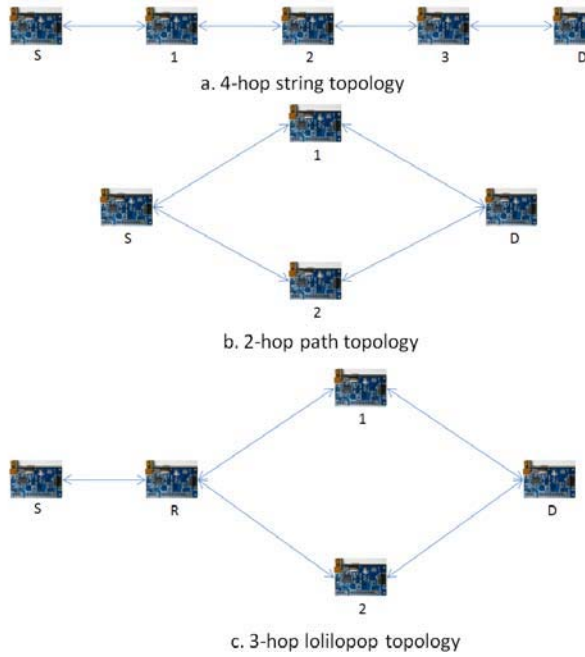 S 1 2 3 D
a. 4-hop string topology
1
S D
2
b. 2-hop path topology
1
S R D
2
c. 3-hop lolilopop topology